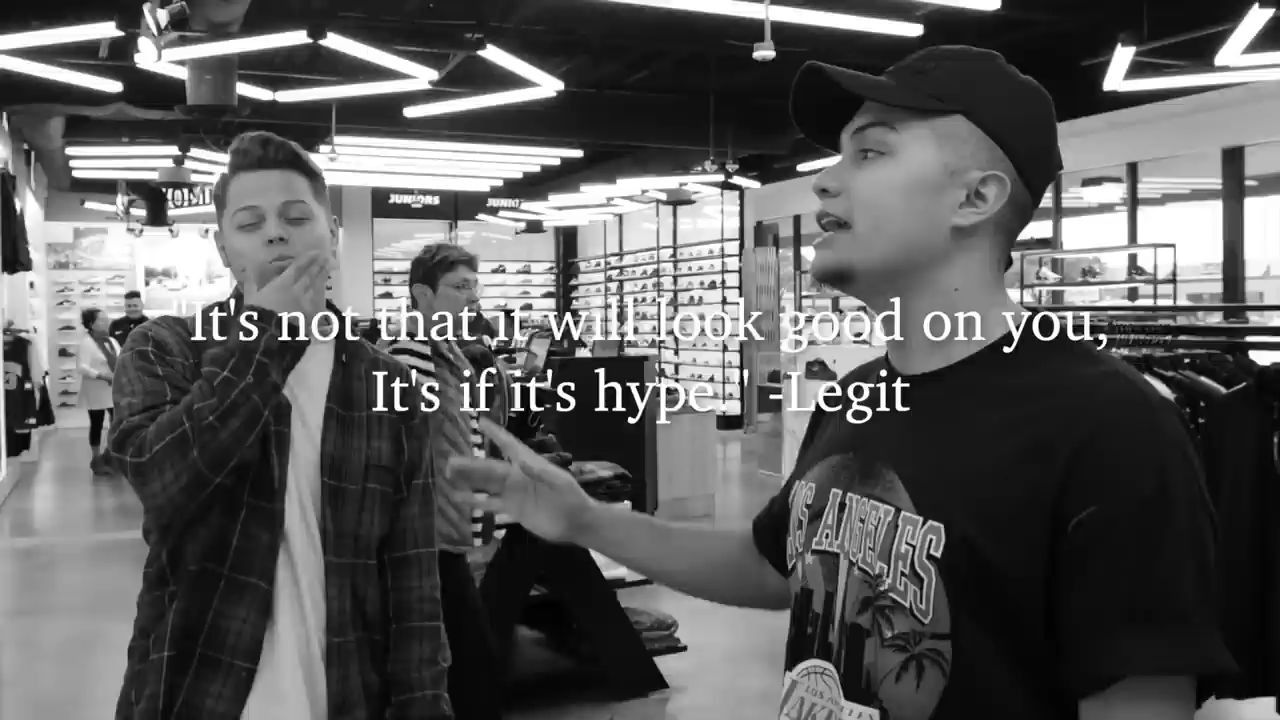 JUNIORS
It's not that it will look good on you,
It's if it's hype.' -Legit
LOS ANGELES
LOS ANGELES